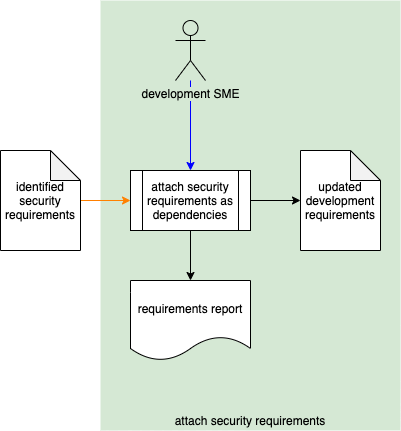 development SME
identified
security
requirements
attach security
requirements as
dependencies
updated
development
requirements
requirements report
attach security requirements